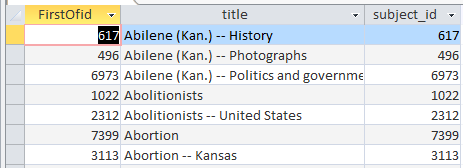 FirstOfid title subject_id
617 Abilene (Kan.) -- History 617
496 Abilene (Kan.) -- Photographs 496
6973 Abilene (Kan.) -- Politics and governme 6973
1022 Abolitionists 1022
2312 Abolitionists -- United States 2312
7399 Abortion 7399
3113 Abortion -- Kansas 3113